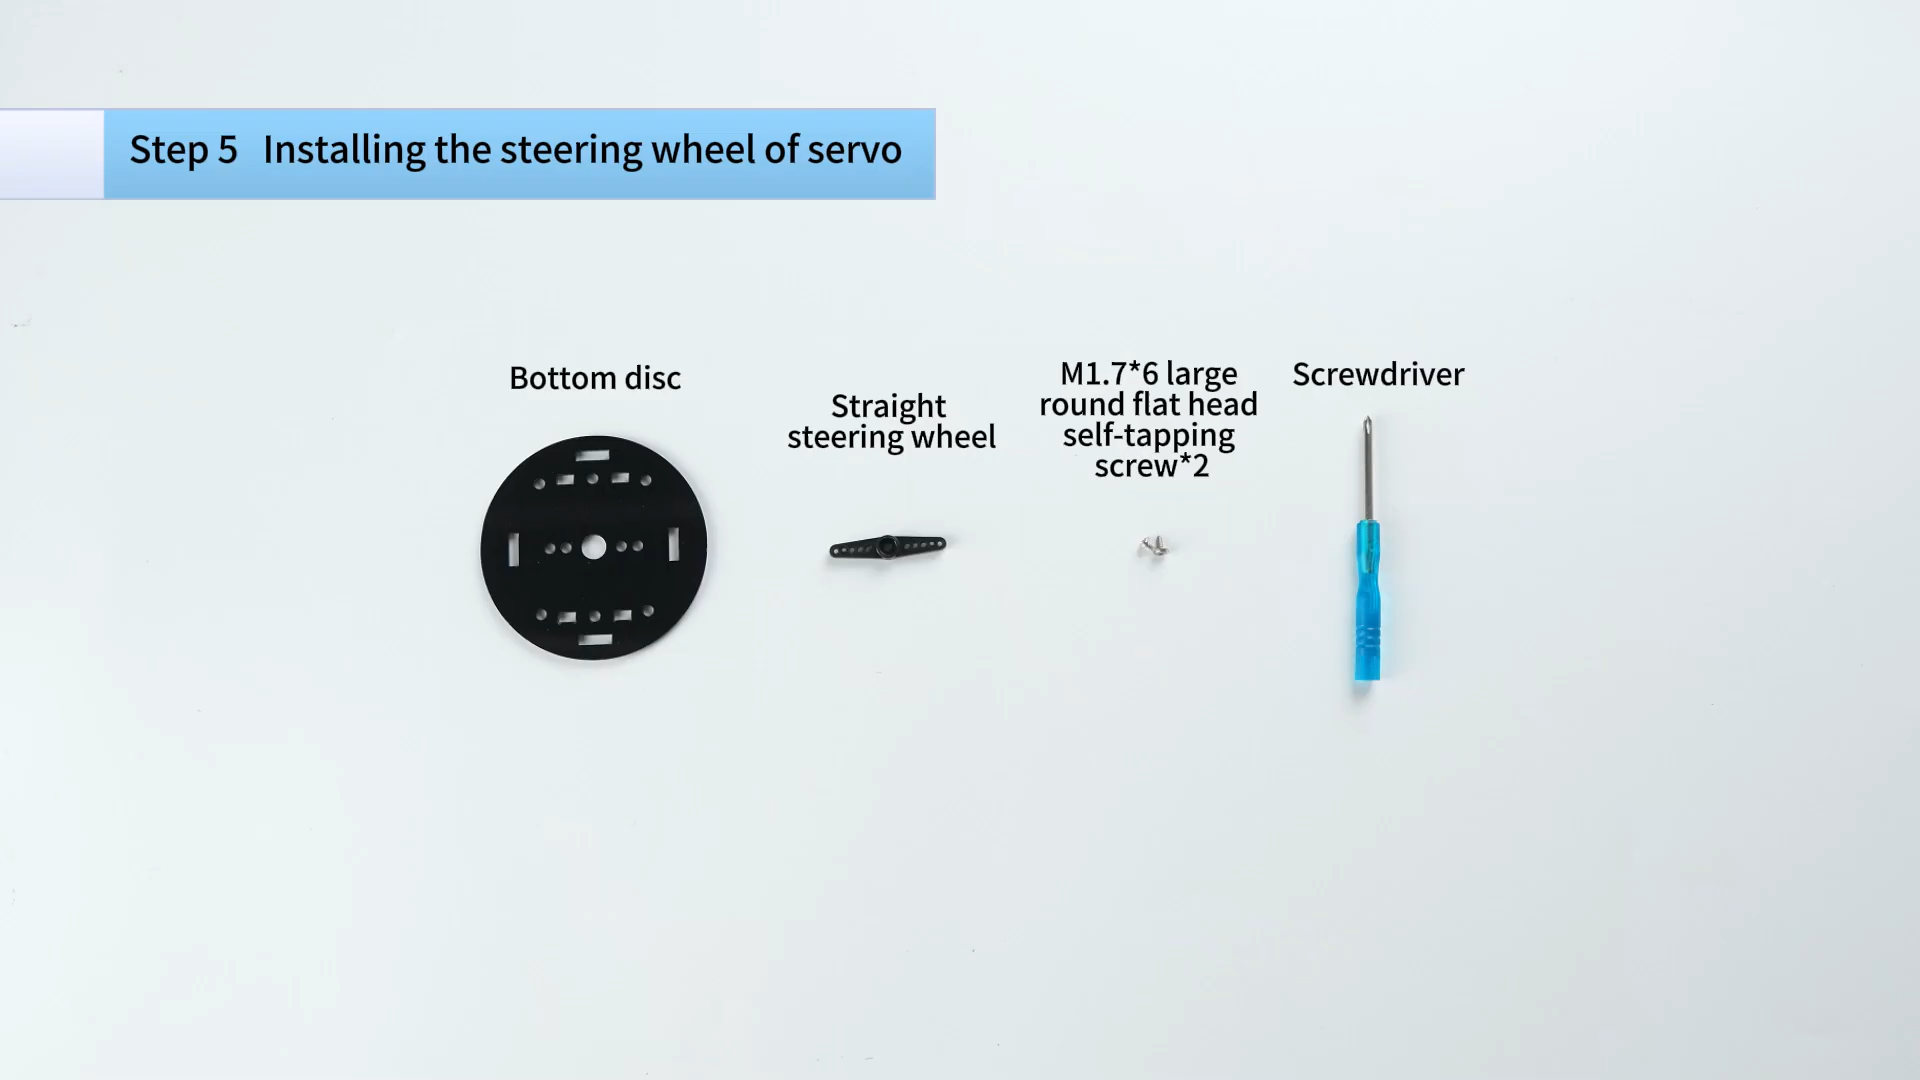 Step 5 Installing the steering wheel of servo
Bottom disc
Straight
steering wheel
M1.7*6 large
round flat head
self-tapping
screw*2
Screwdriver